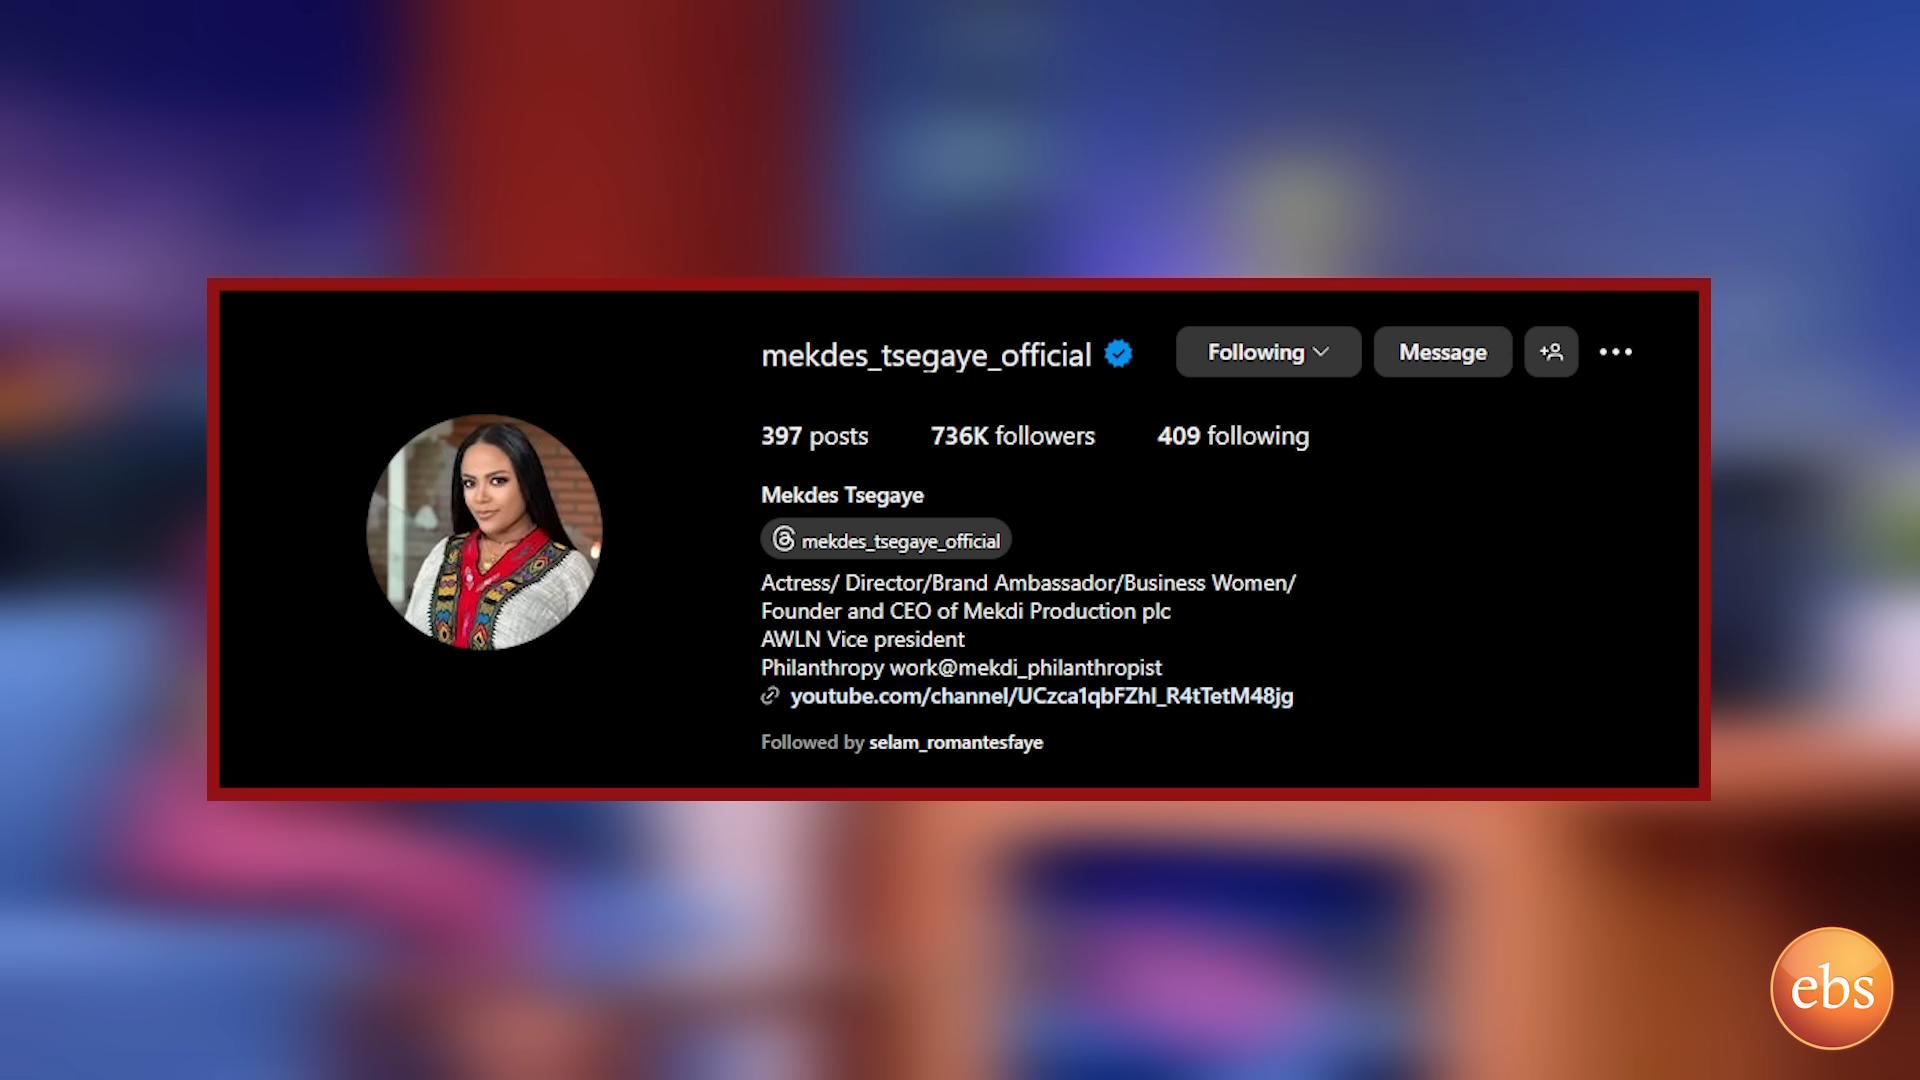 mekdes_tsegaye_official
Following
Message
397 posts 736K followers 409 following
Mekdes Tsegaye
mekdes_tsegaye_official
Actress/ Director/Brand Ambassador/Business Women/
Founder and CEO of Mekdi Production plc
AWLN Vice president
Philanthropy work@mekdi_philanthropist
youtube.com/channel/UCzca1qbFZhI_R4tTetM48jg
Followed by selam_romantesfaye
ebs